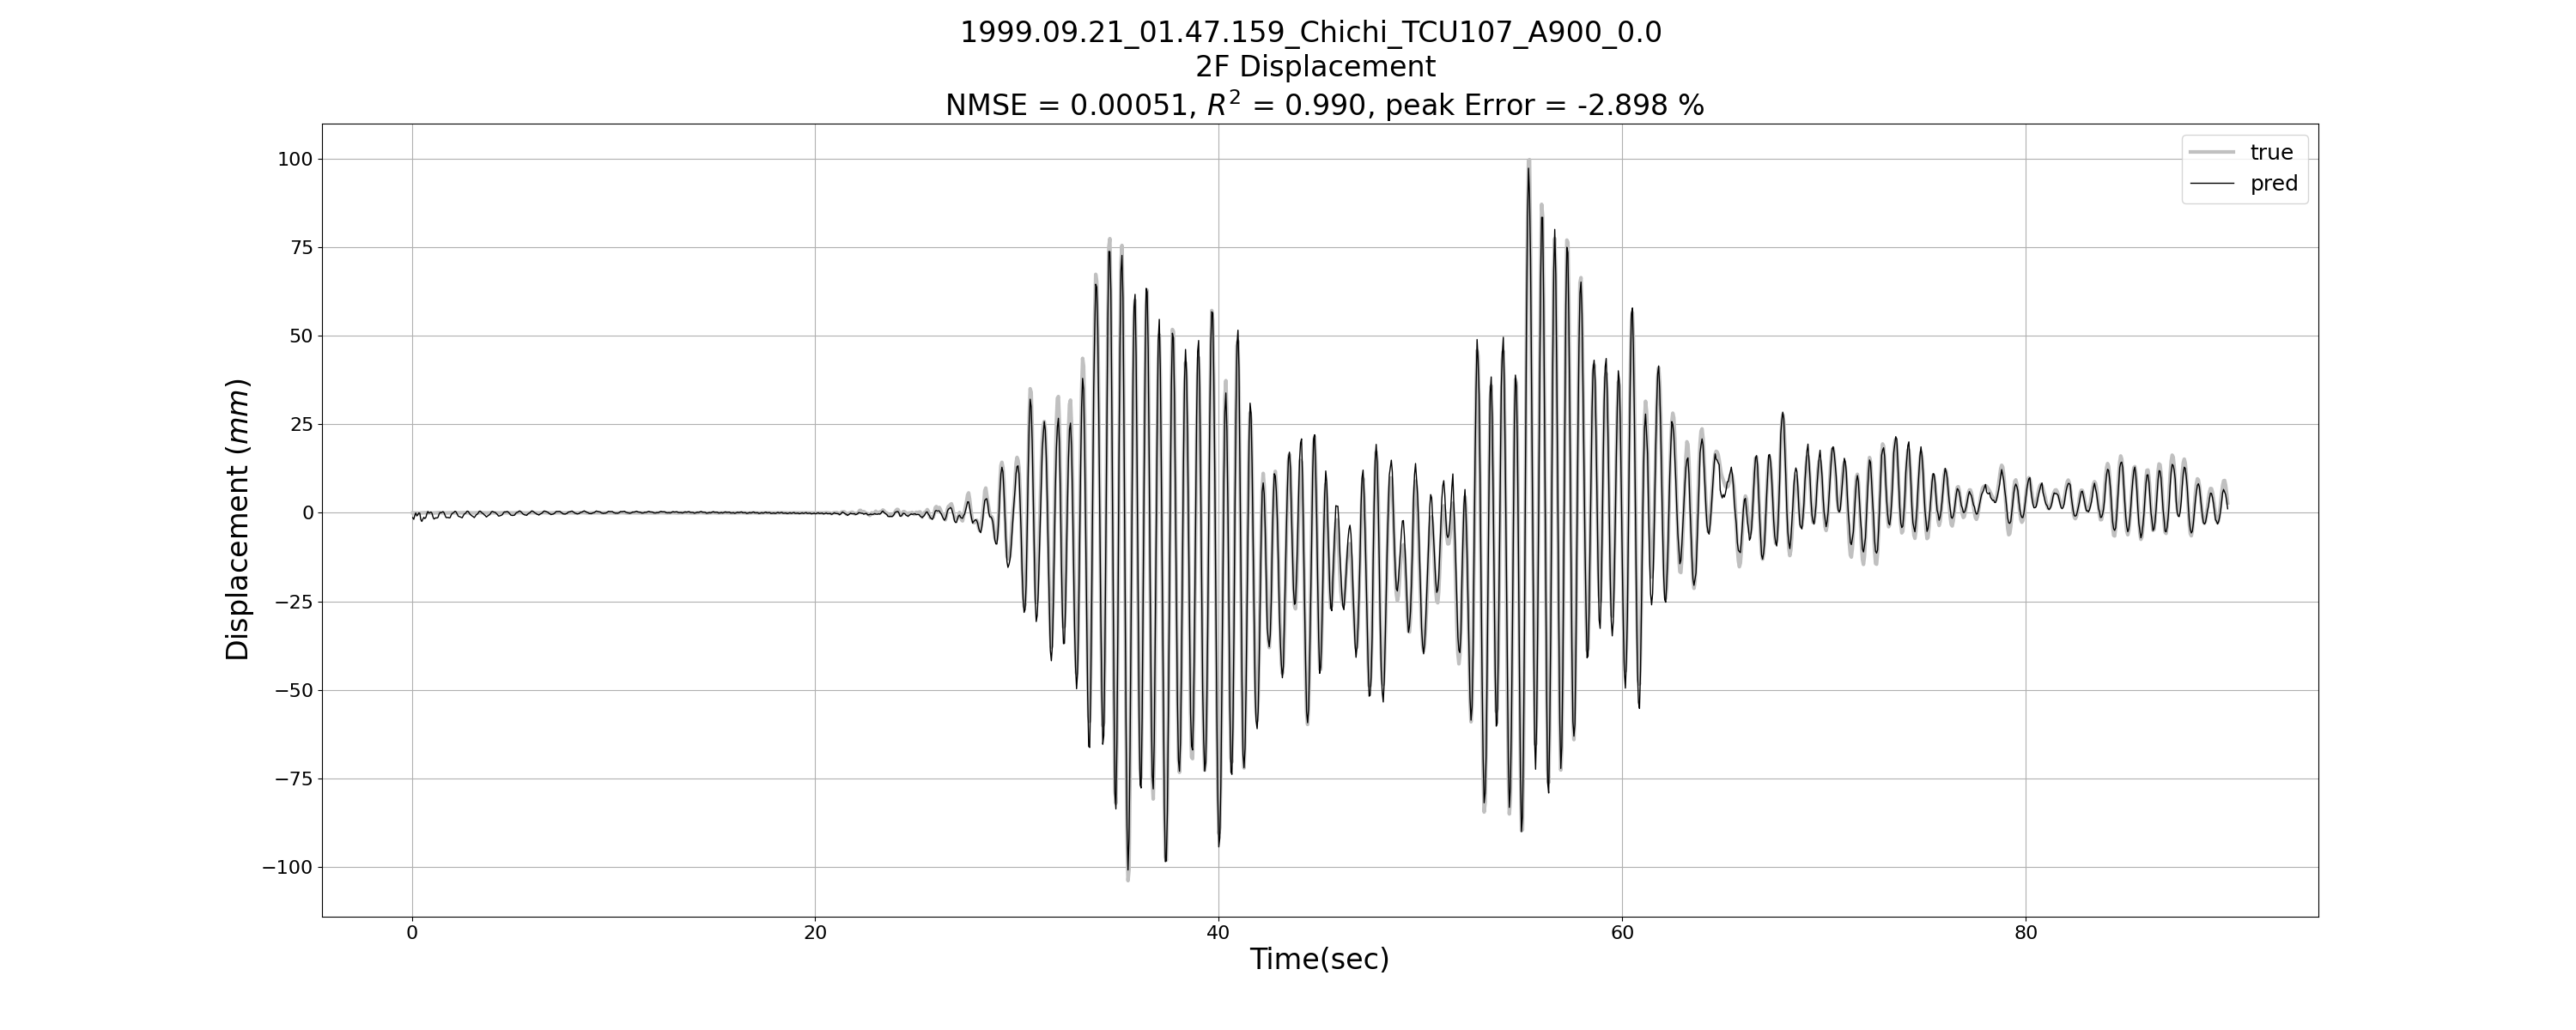 1999.09.21_01.47.159_Chichi_TCU107_A900_0.0
2F Displacement
NMSE = 0.00051, R² = 0.990, peak Error = -2.898 %
true
pred
100
75
50
25
0
−25
−50
−75
−100
Displacement (mm)
0 20 40 60 80
Time(sec)